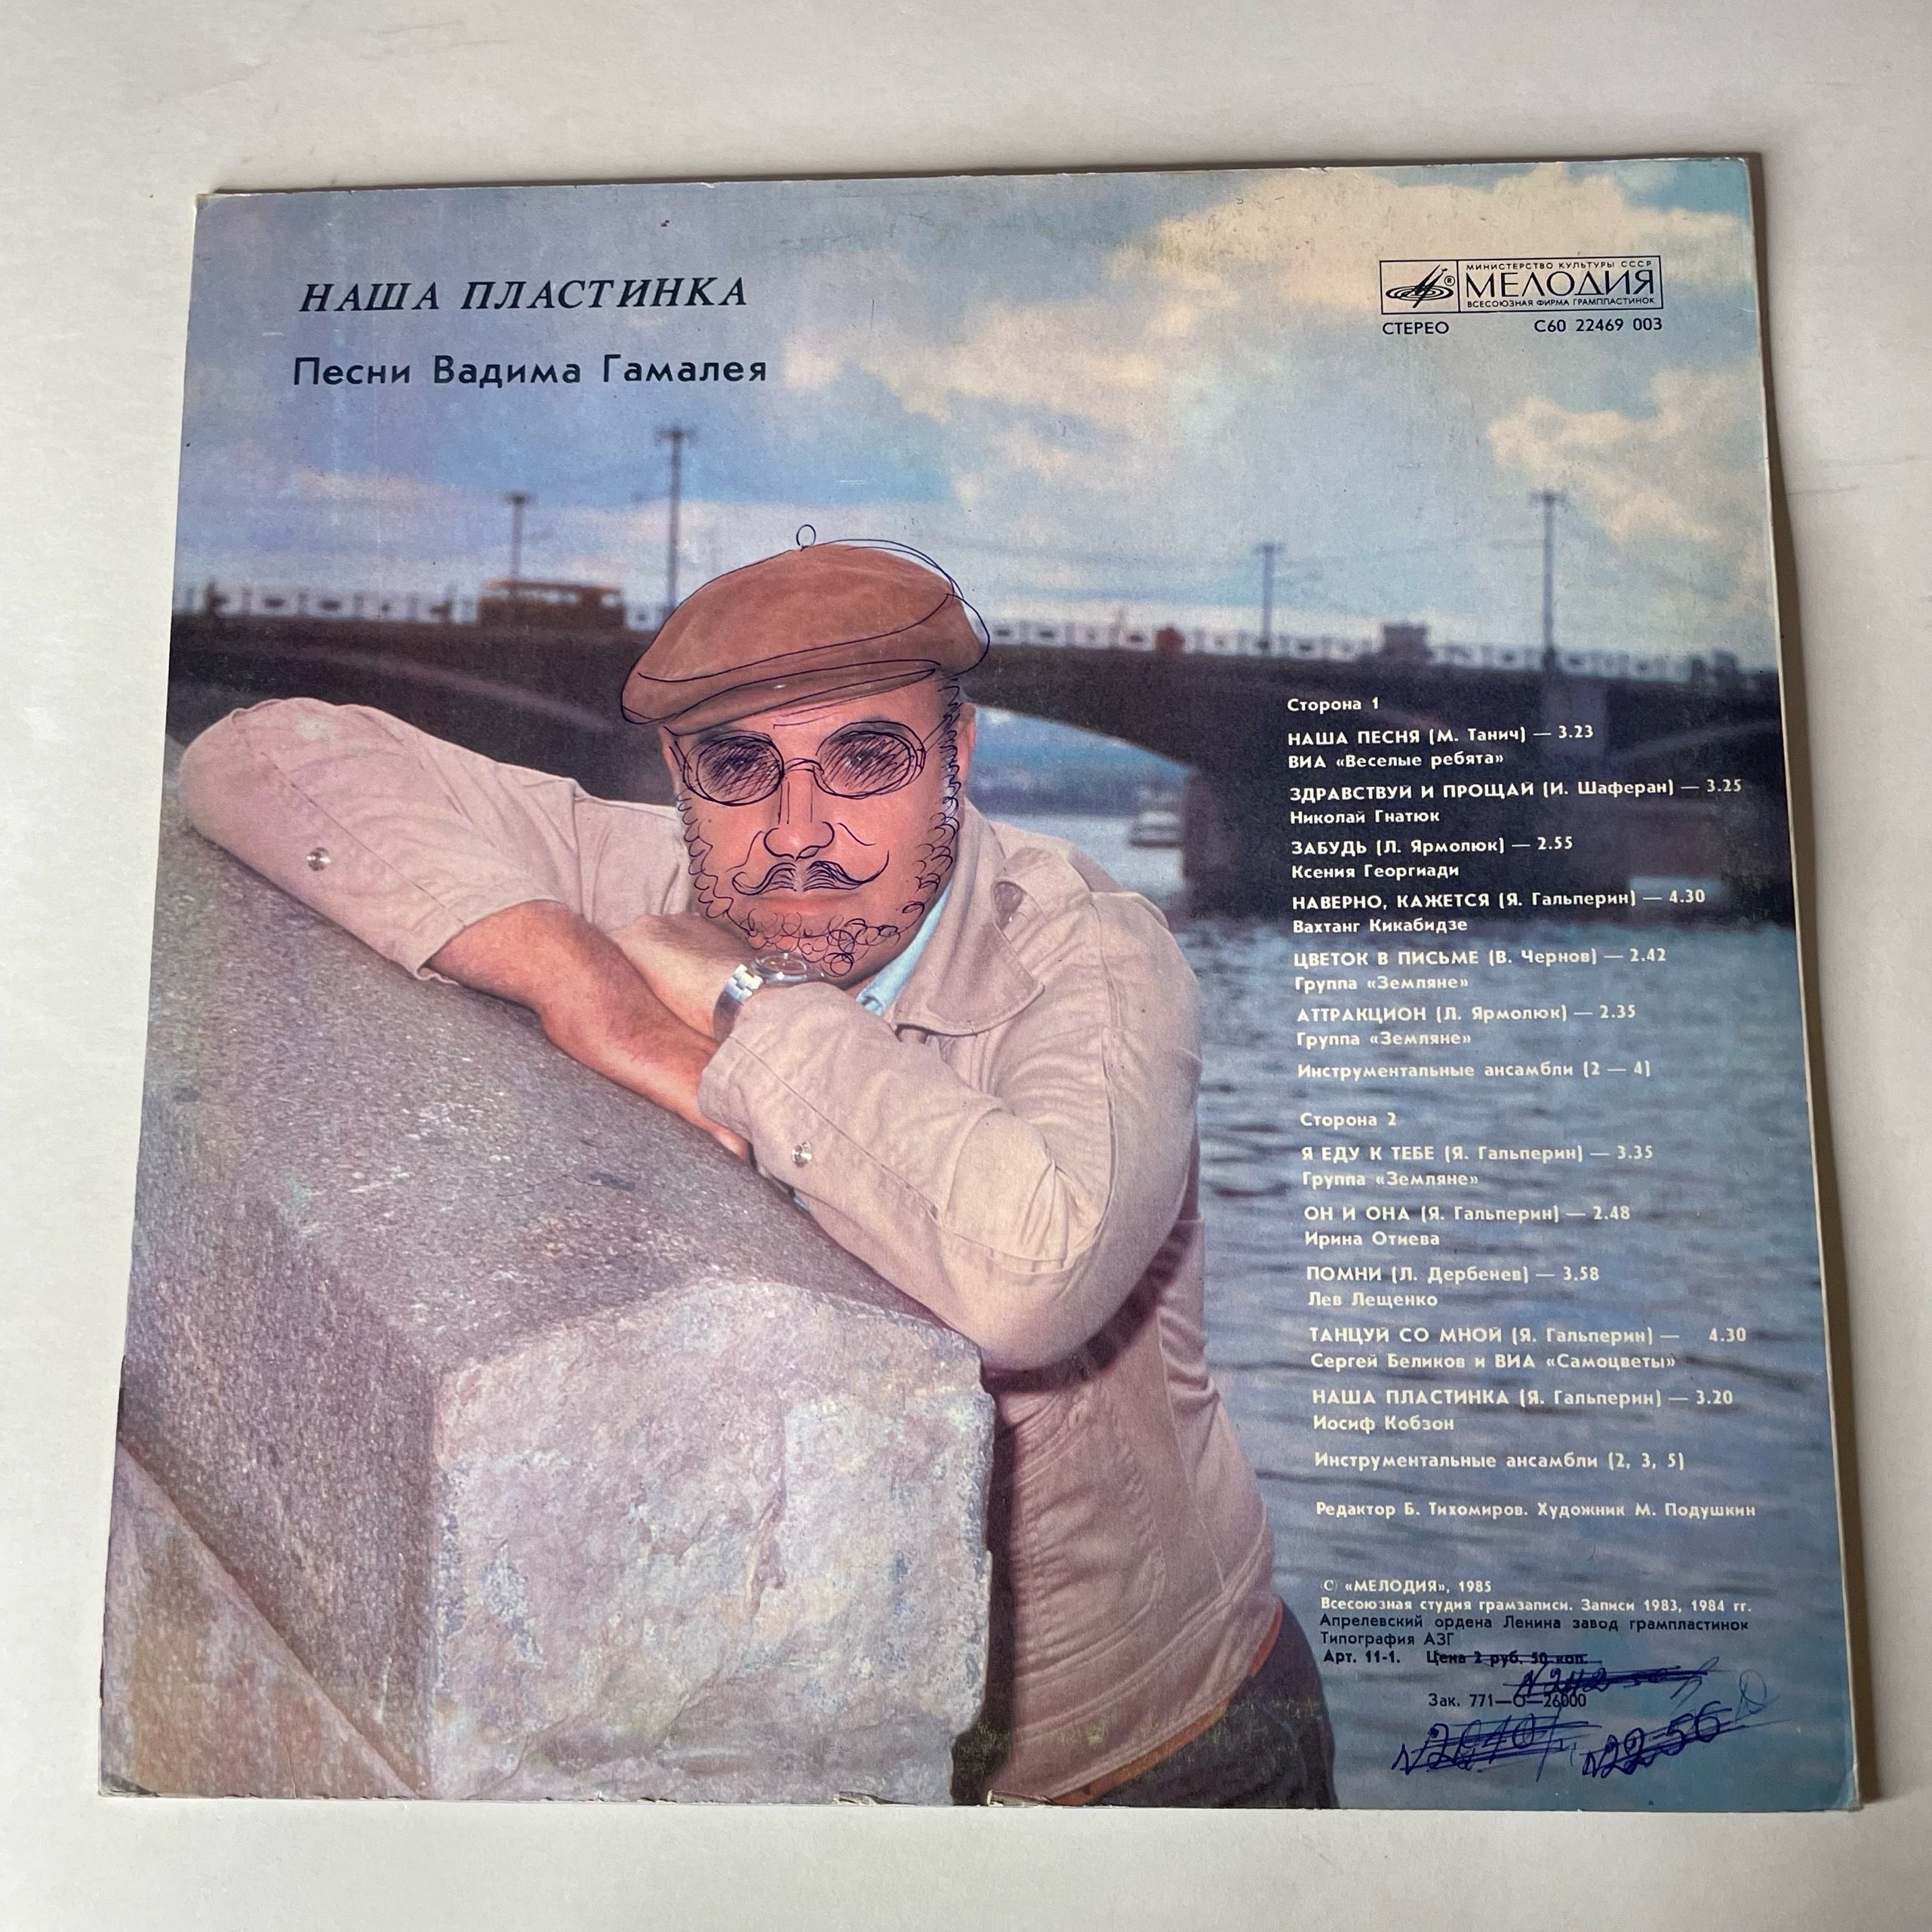 НАША ПЛАСТИНКА
Песни Вадима Гамалея
МИНИСТЕРСТВО КУЛЬТУРЫ СССР
МЕЛОДИЯ
ВСЕСОЮЗНАЯ ФИРМА ГРАМПЛАСТИНОК
СТЕРЕО С60 22469 003
Сторона 1
НАША ПЕСНЯ (М. Танич) — 3.23
ВИА «Веселые ребята»
ЗДРАВСТВУЙ И ПРОЩАЙ (И. Шаферан) — 3.25
Николай Гнатюк
ЗАБУДЬ (Л. Ярмолюк) — 2.55
Ксения Георгиади
НАВЕРНО, КАЖЕТСЯ (Я. Гальперин) — 4.30
Вахтанг Кикабидзе
ЦВЕТОК В ПИСЬМЕ (В. Чернов) — 2.42
Группа «Земляне»
АТТРАКЦИОН (Л. Ярмолюк) — 2.35
Группа «Земляне»
Инструментальные ансамбли (2 — 4)
Сторона 2
Я ЕДУ К ТЕБЕ (Я. Гальперин) — 3.35
Группа «Земляне»
ОН И ОНА (Я. Гальперин) — 2.48
Ирина Отиева
ПОМНИ (Л. Дербенев) — 3.58
Лев Лещенко
ТАНЦУЙ СО МНОЙ (Я. Гальперин) — 4.30
Сергей Беликов и ВИА «Самоцветы»
НАША ПЛАСТИНКА (Я. Гальперин) — 3.20
Иосиф Кобзон
Инструментальные ансамбли (2, 3, 5)
Редактор Б. Тихомиров. Художник М. Подушкин
(С) «МЕЛОДИЯ», 1985
Всесоюзная студия грамзаписи. Записи 1983, 1984 гг.
Апрелевский ордена Ленина завод грампластинок
Типография АЗГ
Арт. 11-1. Цена 2 руб. 50 коп.
Зак. 771—О—26000